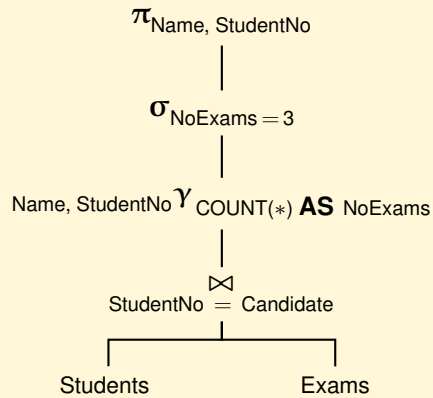 π Name, StudentNo
σ NoExams = 3
Name, StudentNo γ COUNT(∗) AS NoExams
⋈
StudentNo = Candidate
Students Exams